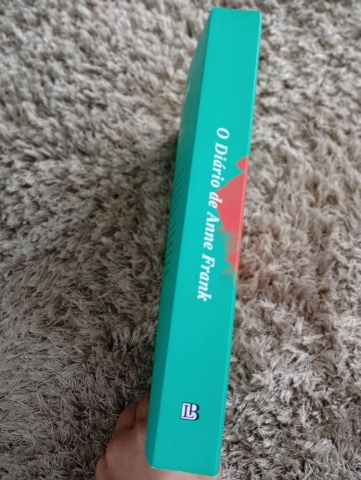 O Diário de Anne Frank